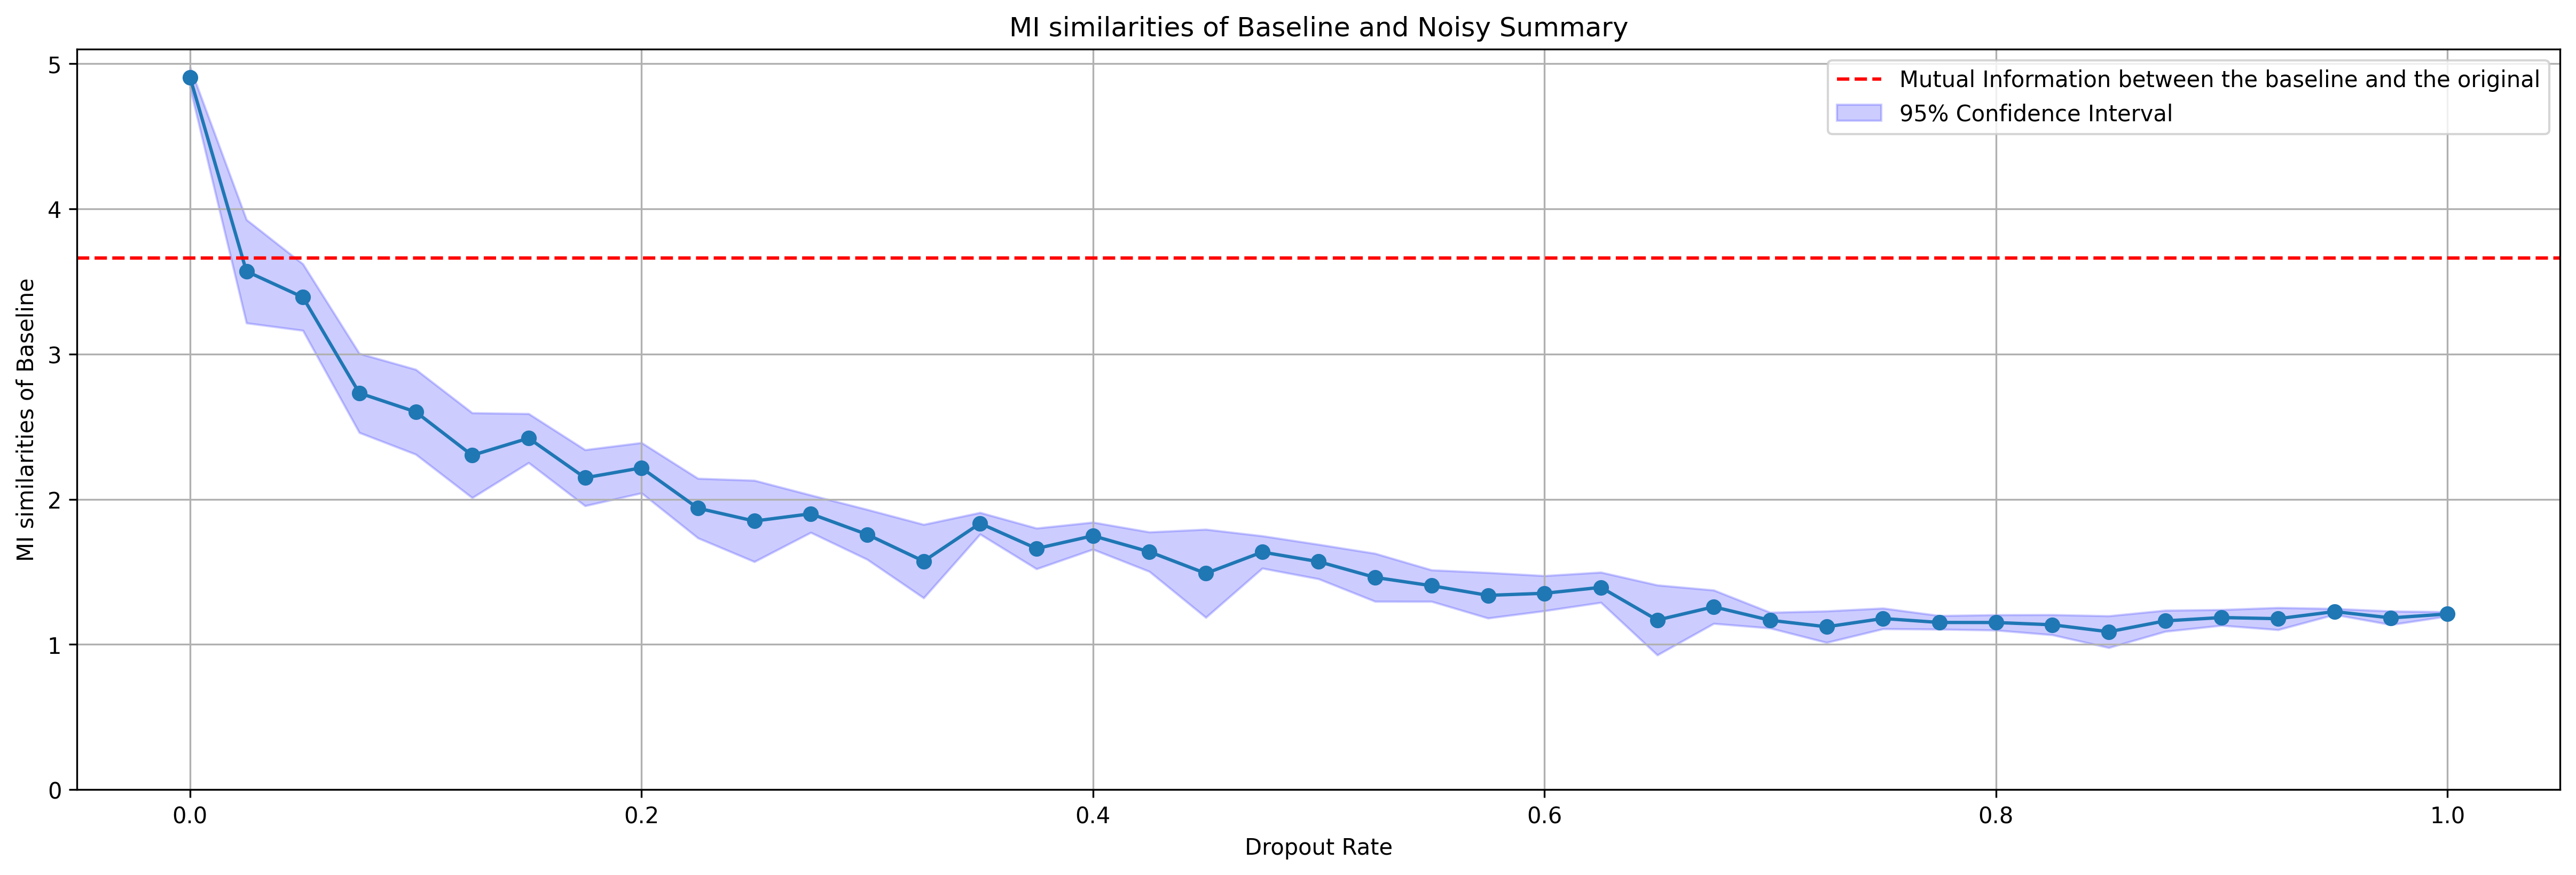 MI similarities of Baseline and Noisy Summary
MI similarities of Baseline
5
4
3
2
1
0
Mutual Information between the baseline and the original
95% Confidence Interval
0.0
0.2
0.4
0.6
0.8
1.0
Dropout Rate